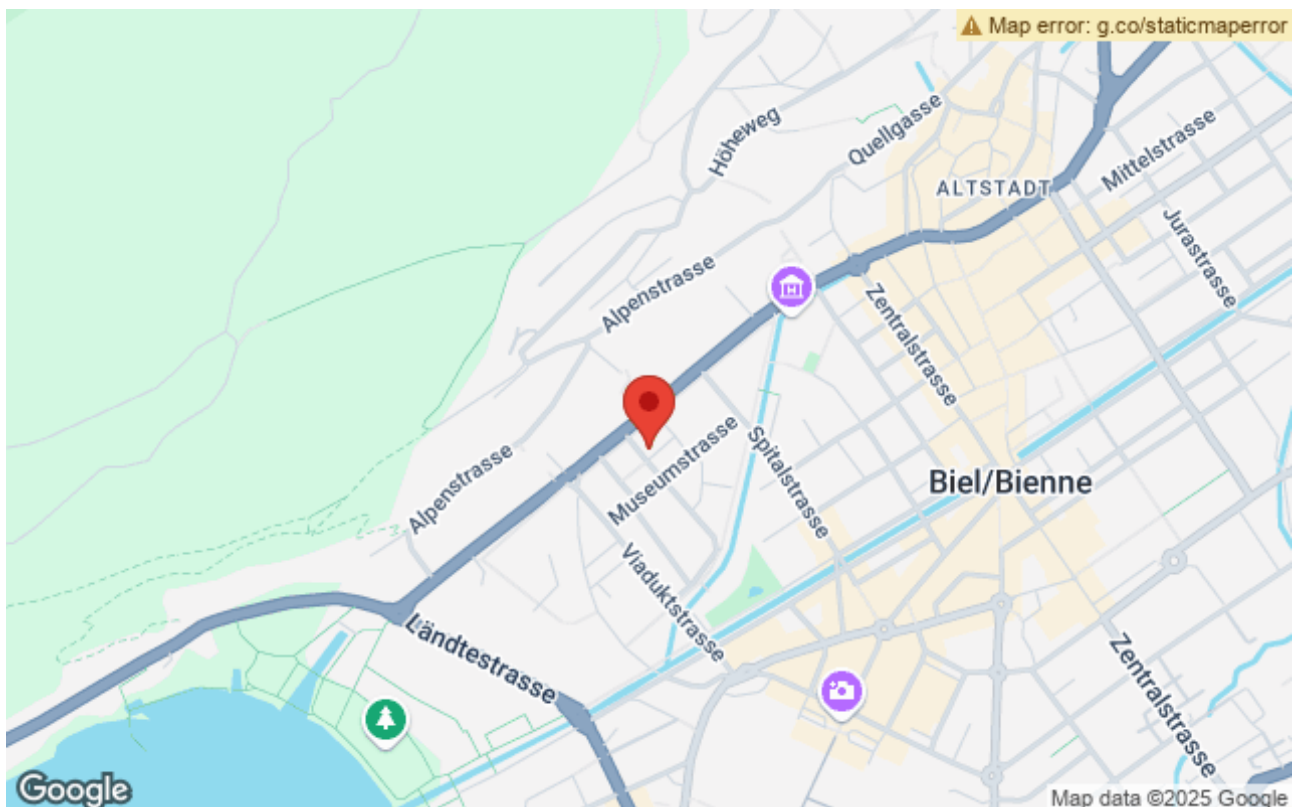 Map error: g.co/staticmaperror
Höheweg
Quellgasse
Mittelstrasse
ALTSTADT
Jurastrasse
Alpenstrasse
Zentralstrasse
Alpenstrasse
Museumstrasse
Spitalstrasse
Biel/Bienne
Viaduktstrasse
Ländtestrasse
Zentralstrasse
Google
Map data ©2025 Google